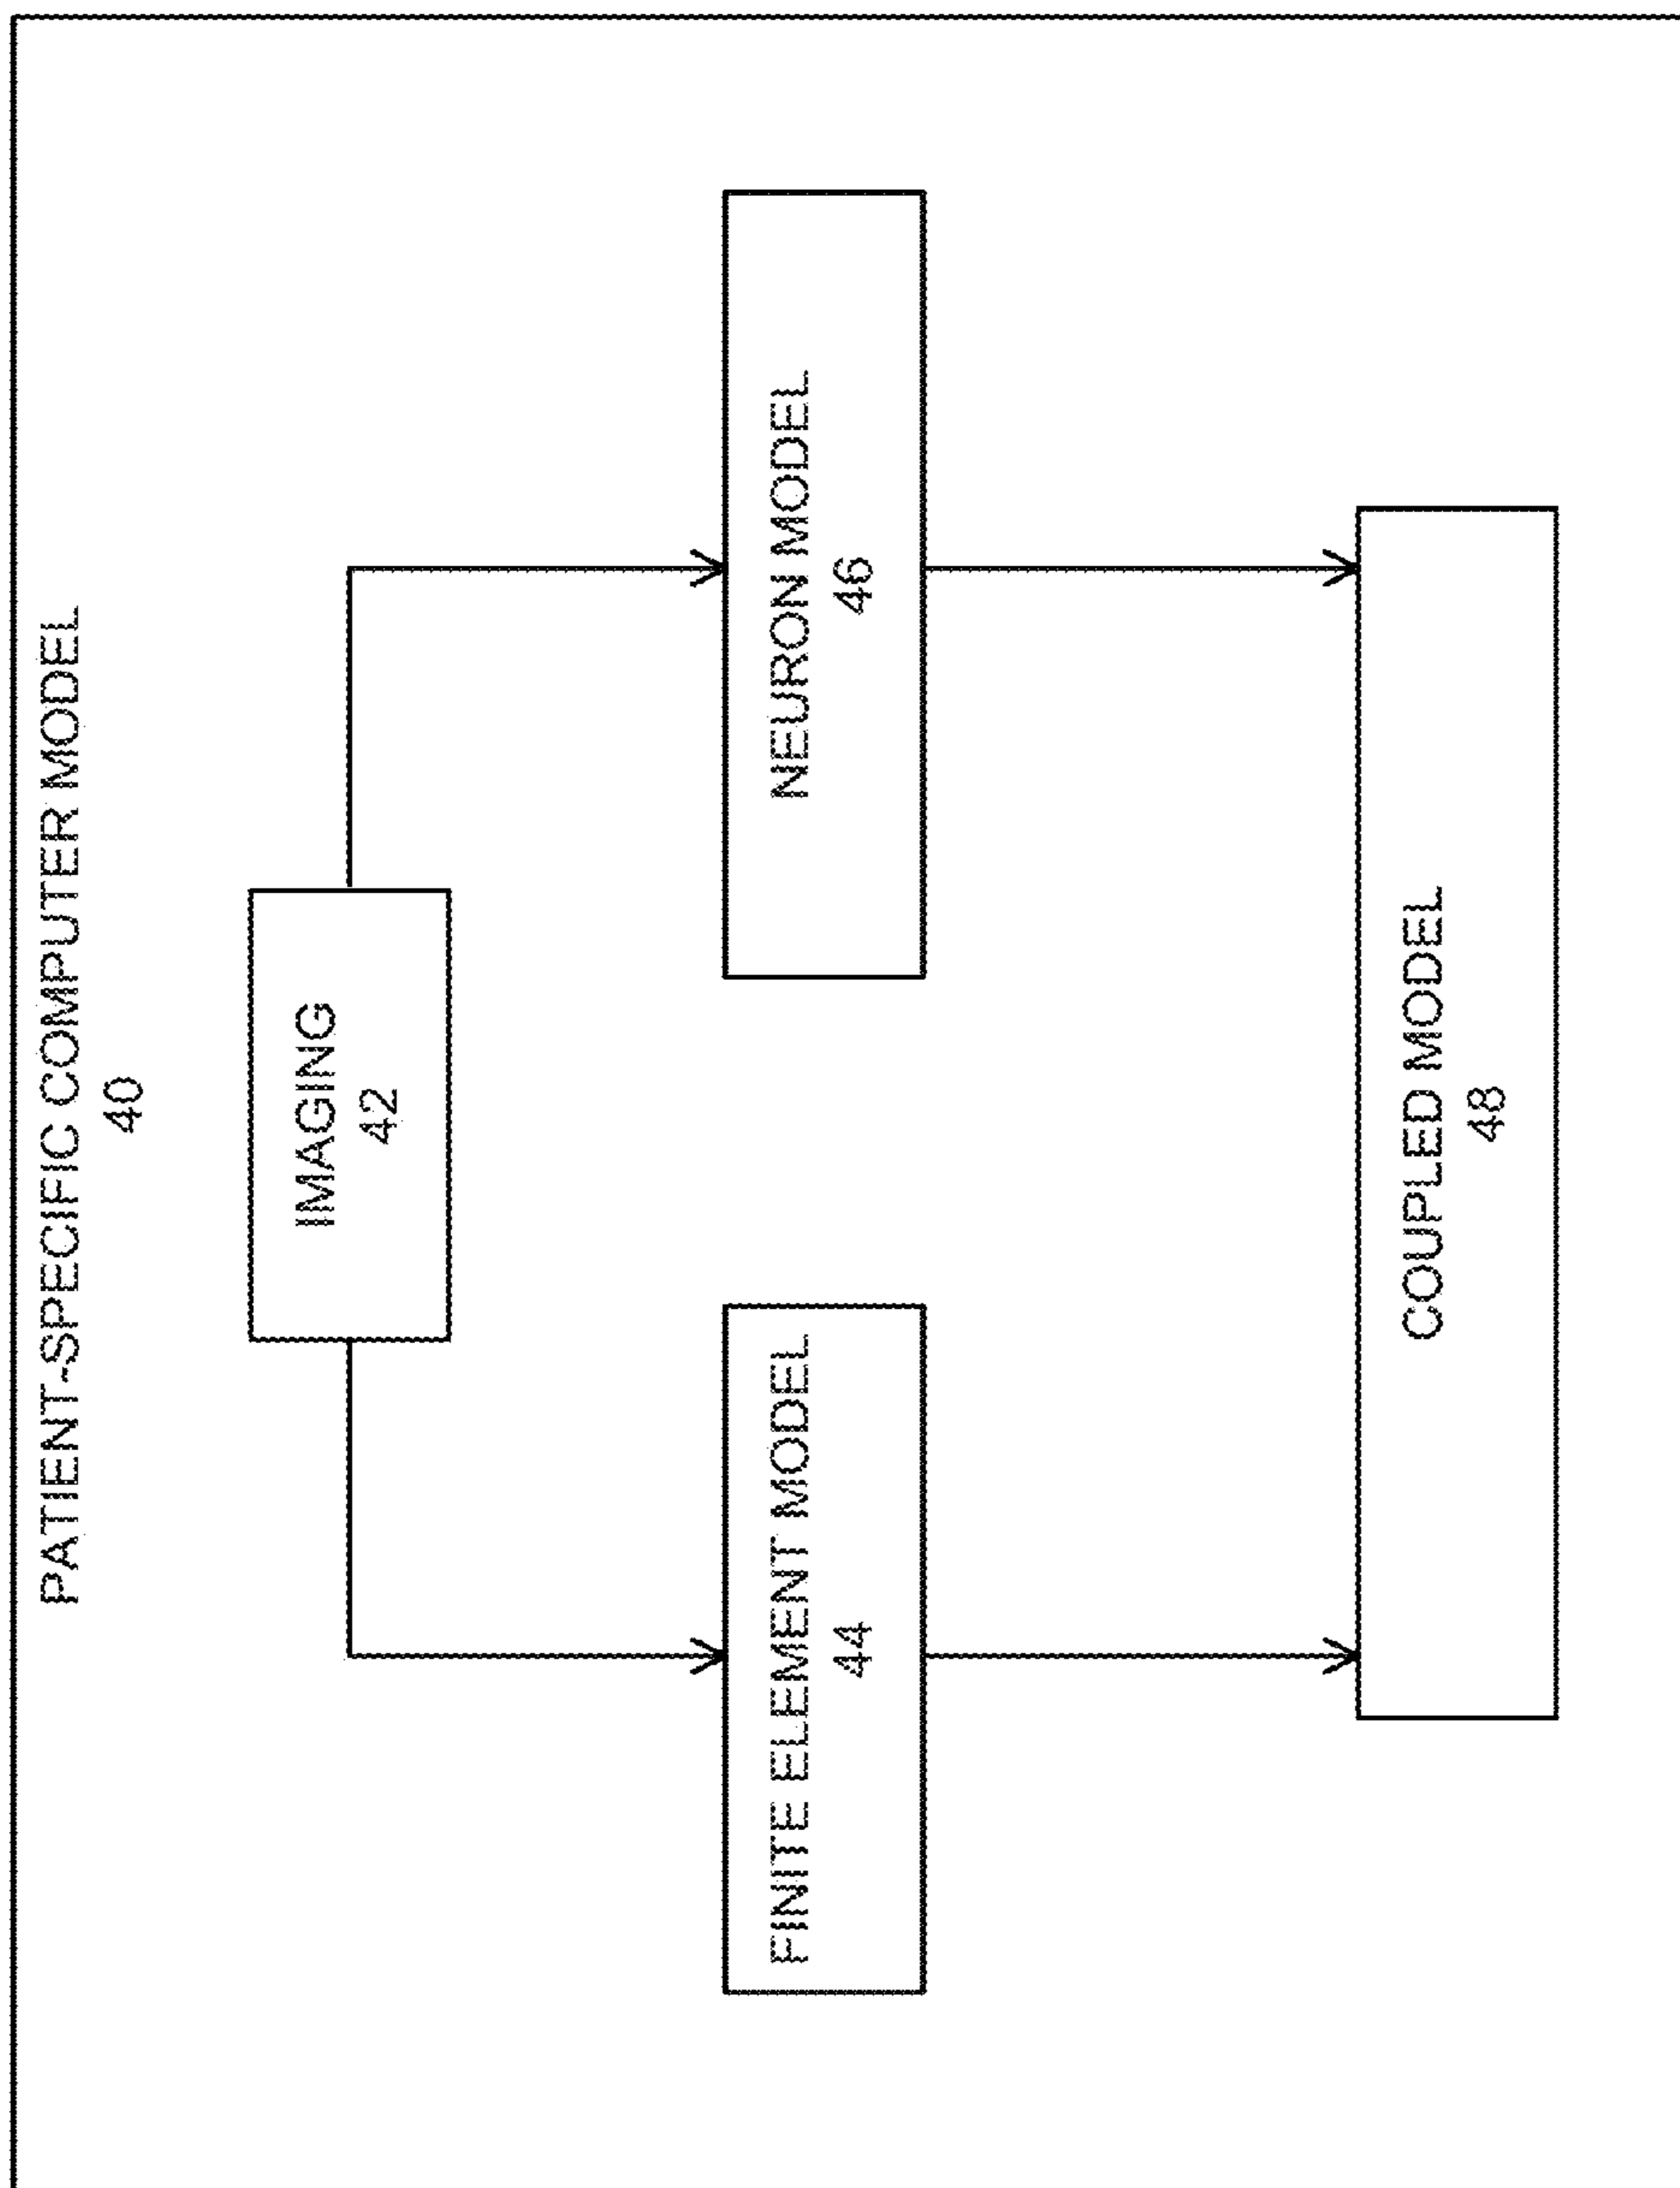 PATIENT-SPECIFIC COMPUTER MODEL
40
IMAGING
42
FINITE ELEMENT MODEL
44
NEURON MODEL
46
COUPLED MODEL
48